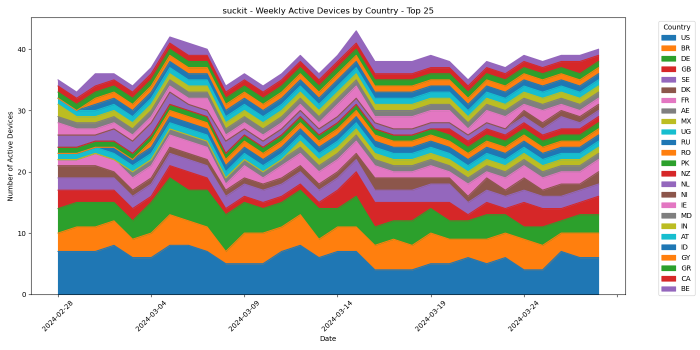 suckit - Weekly Active Devices by Country - Top 25
Number of Active Devices
40
30
20
10
0
2024-02-28
2024-03-04
2024-03-09
2024-03-14
2024-03-19
2024-03-24
Date
Country
US
BR
DE
GB
SE
DK
FR
AE
MX
UG
RU
RO
PK
NZ
NL
NI
IE
MD
IN
AT
ID
GY
GR
CA
BE